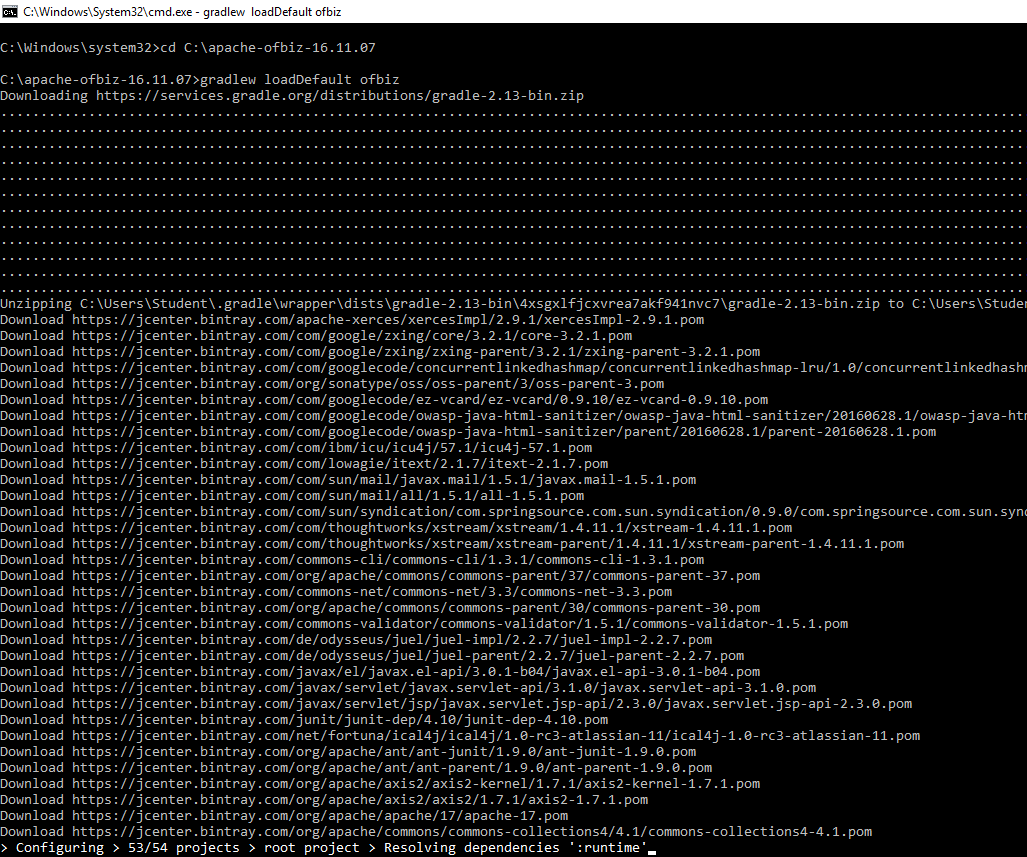 C:\Windows\System32\cmd.exe - gradlew  loadDefault ofbiz
C:\Windows\system32>cd C:\apache-ofbiz-16.11.07
C:\apache-ofbiz-16.11.07>gradlew loadDefault ofbiz
Downloading https://services.gradle.org/distributions/gradle-2.13-bin.zip
................................................................................................................................
................................................................................................................................
................................................................................................................................
................................................................................................................................
................................................................................................................................
................................................................................................................................
................................................................................................................................
................................................................................................................................
................................................................................................................................
................................................................................................................................
................................................................................................................................
................................................................................................................................
Unzipping C:\Users\Student\.gradle\wrapper\dists\gradle-2.13-bin\4xsgxlfjcxvrea7akf941nvc7\gradle-2.13-bin.zip to C:\Users\Studen
Download https://jcenter.bintray.com/apache-xerces/xercesImpl/2.9.1/xercesImpl-2.9.1.pom
Download https://jcenter.bintray.com/com/google/zxing/core/3.2.1/core-3.2.1.pom
Download https://jcenter.bintray.com/com/google/zxing/zxing-parent/3.2.1/zxing-parent-3.2.1.pom
Download https://jcenter.bintray.com/com/googlecode/concurrentlinkedhashmap/concurrentlinkedhashmap-lru/1.0/concurrentlinkedhashm
Download https://jcenter.bintray.com/org/sonatype/oss/oss-parent/3/oss-parent-3.pom
Download https://jcenter.bintray.com/com/googlecode/ez-vcard/ez-vcard/0.9.10/ez-vcard-0.9.10.pom
Download https://jcenter.bintray.com/com/googlecode/owasp-java-html-sanitizer/owasp-java-html-sanitizer/20160628.1/owasp-java-htm
Download https://jcenter.bintray.com/com/googlecode/owasp-java-html-sanitizer/parent/20160628.1/parent-20160628.1.pom
Download https://jcenter.bintray.com/com/ibm/icu/icu4j/57.1/icu4j-57.1.pom
Download https://jcenter.bintray.com/com/lowagie/itext/2.1.7/itext-2.1.7.pom
Download https://jcenter.bintray.com/com/sun/mail/javax.mail/1.5.1/javax.mail-1.5.1.pom
Download https://jcenter.bintray.com/com/sun/mail/all/1.5.1/all-1.5.1.pom
Download https://jcenter.bintray.com/com/sun/syndication/com.springsource.com.sun.syndication/0.9.0/com.springsource.com.sun.synd
Download https://jcenter.bintray.com/com/thoughtworks/xstream/xstream/1.4.11.1/xstream-1.4.11.1.pom
Download https://jcenter.bintray.com/com/thoughtworks/xstream/xstream-parent/1.4.11.1/xstream-parent-1.4.11.1.pom
Download https://jcenter.bintray.com/commons-cli/commons-cli/1.3.1/commons-cli-1.3.1.pom
Download https://jcenter.bintray.com/org/apache/commons/commons-parent/37/commons-parent-37.pom
Download https://jcenter.bintray.com/commons-net/commons-net/3.3/commons-net-3.3.pom
Download https://jcenter.bintray.com/org/apache/commons/commons-parent/30/commons-parent-30.pom
Download https://jcenter.bintray.com/commons-validator/commons-validator/1.5.1/commons-validator-1.5.1.pom
Download https://jcenter.bintray.com/de/odysseus/juel/juel-impl/2.2.7/juel-impl-2.2.7.pom
Download https://jcenter.bintray.com/de/odysseus/juel/juel-parent/2.2.7/juel-parent-2.2.7.pom
Download https://jcenter.bintray.com/javax/el/javax.el-api/3.0.1-b04/javax.el-api-3.0.1-b04.pom
Download https://jcenter.bintray.com/javax/servlet/javax.servlet-api/3.1.0/javax.servlet-api-3.1.0.pom
Download https://jcenter.bintray.com/javax/servlet/jsp/javax.servlet.jsp-api/2.3.0/javax.servlet.jsp-api-2.3.0.pom
Download https://jcenter.bintray.com/junit/junit-dep/4.10/junit-dep-4.10.pom
Download https://jcenter.bintray.com/net/fortuna/ical4j/ical4j/1.0-rc3-atlassian-11/ical4j-1.0-rc3-atlassian-11.pom
Download https://jcenter.bintray.com/org/apache/ant/ant-junit/1.9.0/ant-junit-1.9.0.pom
Download https://jcenter.bintray.com/org/apache/ant/ant-parent/1.9.0/ant-parent-1.9.0.pom
Download https://jcenter.bintray.com/org/apache/axis2/axis2-kernel/1.7.1/axis2-kernel-1.7.1.pom
Download https://jcenter.bintray.com/org/apache/axis2/axis2/1.7.1/axis2-1.7.1.pom
Download https://jcenter.bintray.com/org/apache/apache/17/apache-17.pom
Download https://jcenter.bintray.com/org/apache/commons/commons-collections4/4.1/commons-collections4-4.1.pom
> Configuring > 53/54 projects > root project > Resolving dependencies ':runtime'